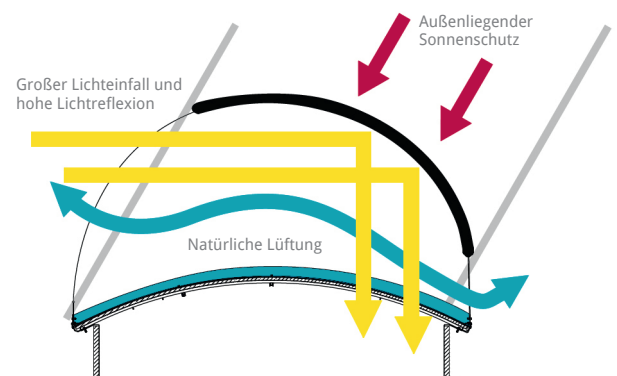 Außenliegender
Sonnenschutz
Großer Lichteinfall und
hohe Lichtreflexion
Natürliche Lüftung